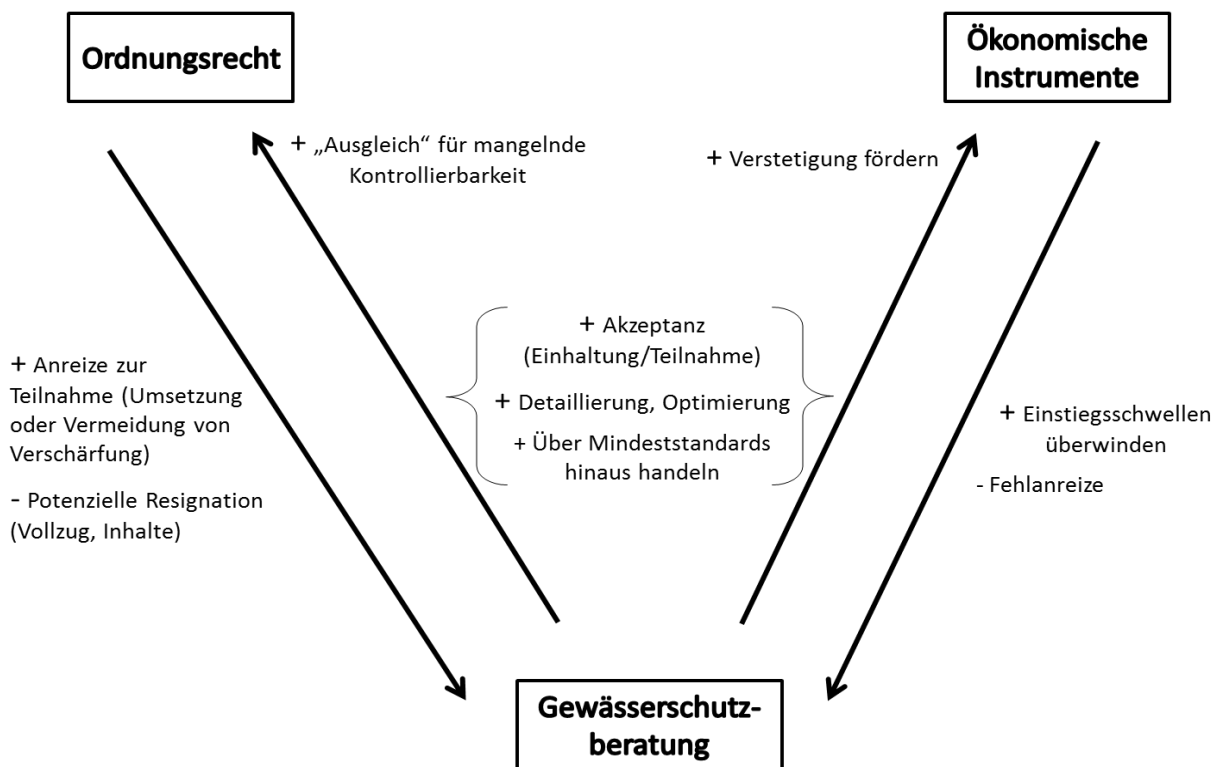 Ordnungsrecht
Ökonomische
Instrumente
+ „Ausgleich“ für mangelnde
Kontrollierbarkeit
+ Verstetigung fördern
+ Akzeptanz
(Einhaltung/Teilnahme)
+ Detaillierung, Optimierung
+ Über Mindeststandards
hinaus handeln
+ Anreize zur
Teilnahme (Umsetzung
oder Vermeidung von
Verschärfung)
- Potenzielle Resignation
(Vollzug, Inhalte)
+ Einstiegsschwellen
überwinden
- Fehlanreize
Gewässerschutz-
beratung